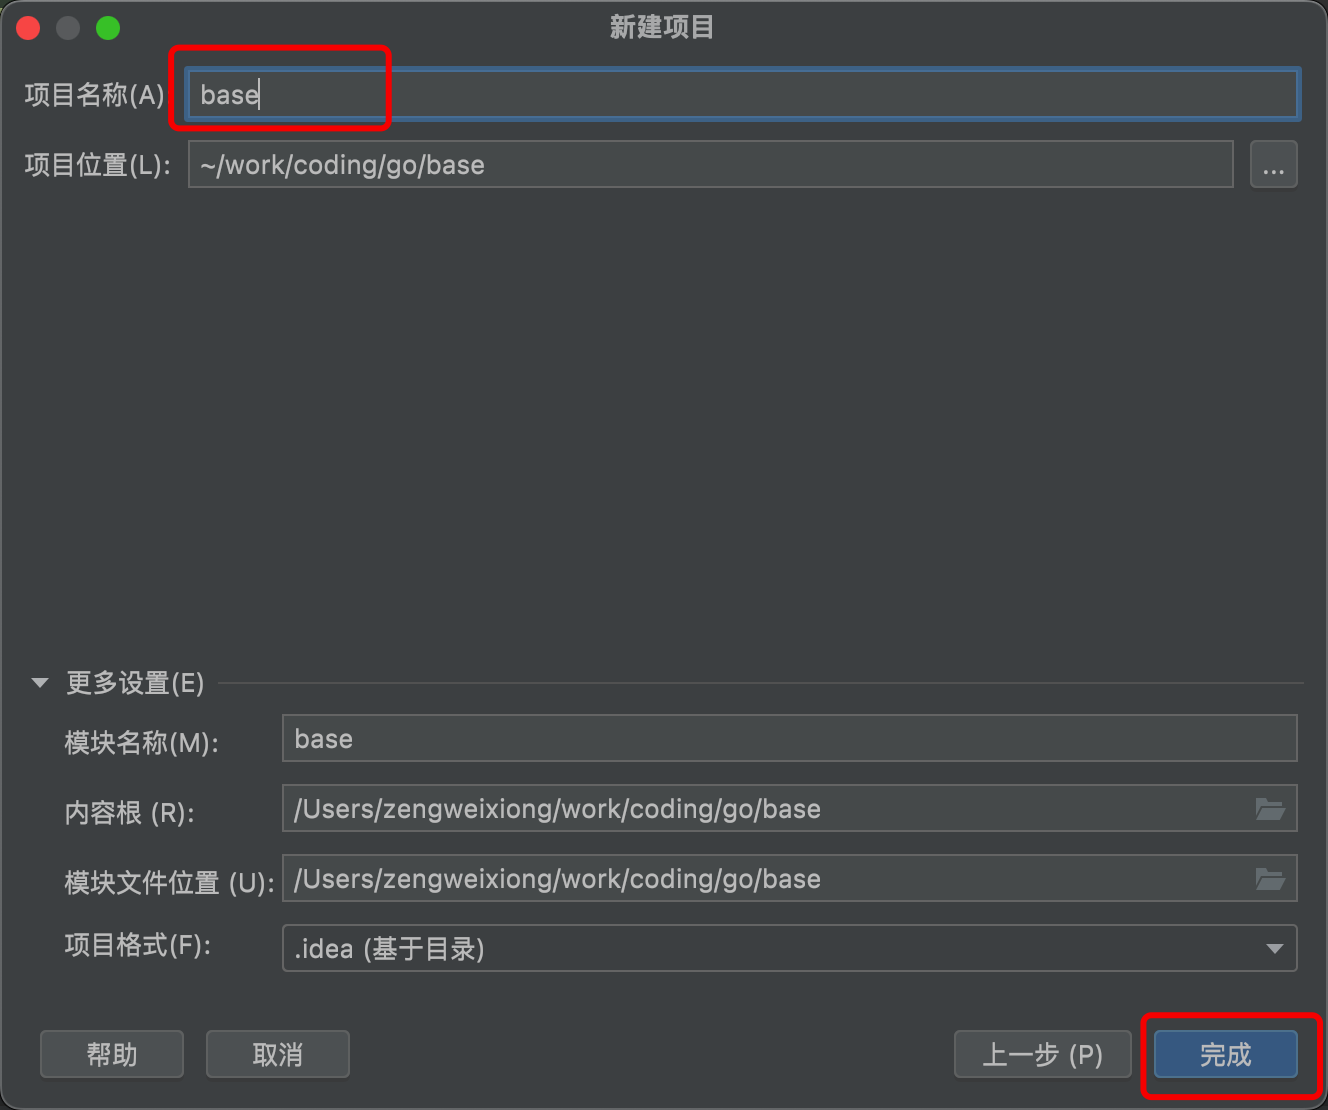 新建项目
项目名称(A) base
项目位置(L): ~/work/coding/go/base ...
更多设置(E)
模块名称(M): base
内容根 (R): /Users/zengweixiong/work/coding/go/base
模块文件位置 (U): /Users/zengweixiong/work/coding/go/base
项目格式(F): .idea (基于目录)
帮助 取消 上一步 (P) 完成